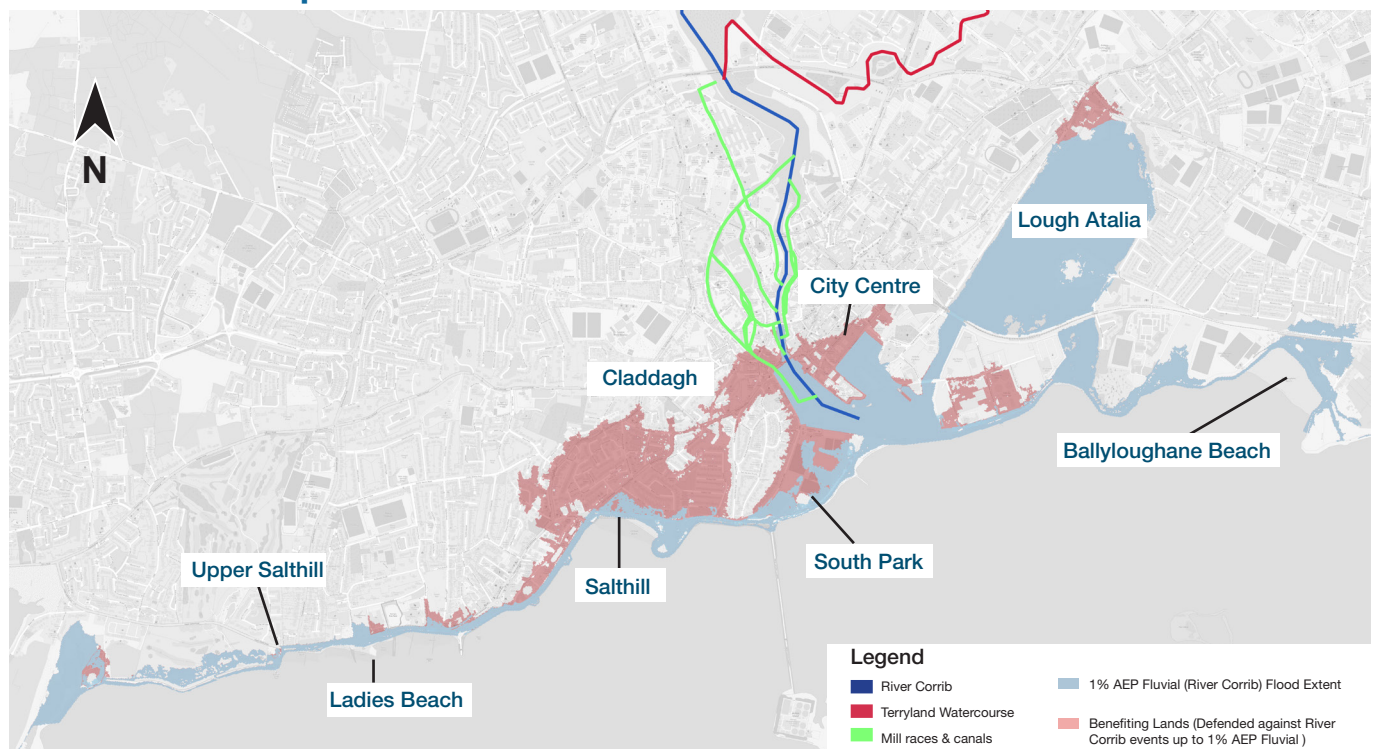 N
Lough Atalia
City Centre
Claddagh
Ballyloughane Beach
South Park
Upper Salthill
Salthill
Ladies Beach
Legend
River Corrib
Terryland Watercourse
Mill races & canals
1% AEP Fluvial (River Corrib) Flood Extent
Benefiting Lands (Defended against River
Corrib events up to 1% AEP Fluvial )